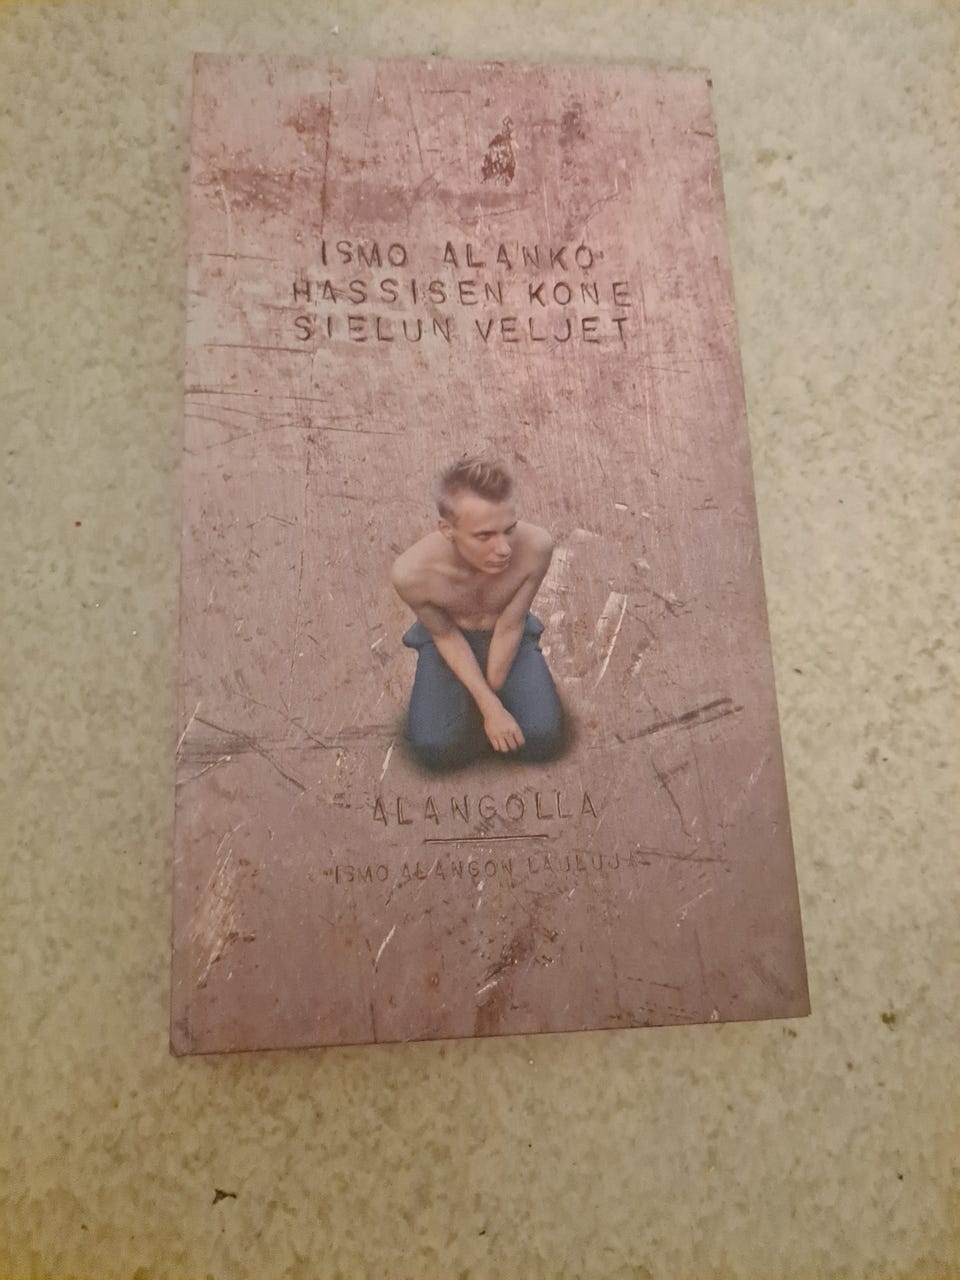 ISMO ALANKO
HASSISEN KONE
SIELUN VELJET
ALANGOLLA
ISMO ALANGON LAULUJA